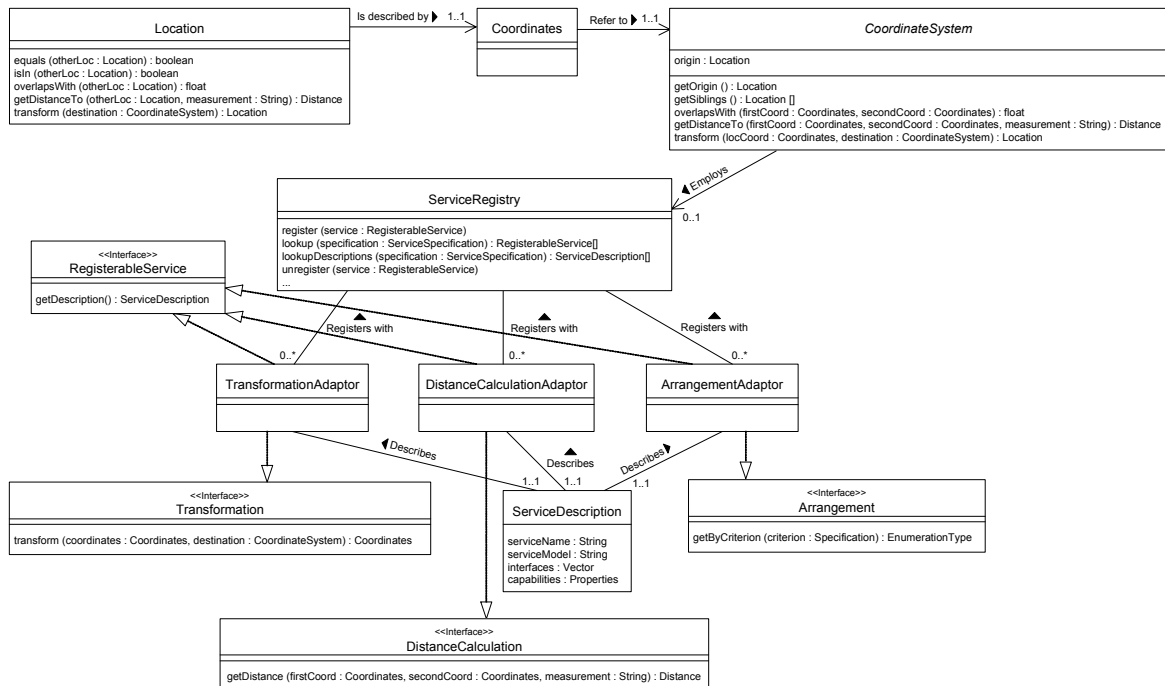 Location
equals (otherLoc : Location) : boolean
isIn (otherLoc : Location) : boolean
overlapsWith (otherLoc : Location) : float
getDistanceTo (otherLoc : Location, measurement : String) : Distance
transform (destination : CoordinateSystem) : Location
Is described by
1..1
Coordinates
Refer to
1..1
CoordinateSystem
origin : Location
getOrigin () : Location
getSiblings () : Location []
overlapsWith (firstCoord : Coordinates, secondCoord : Coordinates) : float
getDistanceTo (firstCoord : Coordinates, secondCoord : Coordinates, measurement : String) : Distance
transform (locCoord : Coordinates, destination : CoordinateSystem) : Location
Employs
0..1
ServiceRegistry
register (service : RegisterableService)
lookup (specification : ServiceSpecification) : RegisterableService[]
lookupDescriptions (specification : ServiceSpecification) : ServiceDescription[]
unregister (service : RegisterableService)
...
<<Interface>>
RegisterableService
getDescription() : ServiceDescription
Registers with
Registers with
Registers with
0..*
0..*
0..*
TransformationAdaptor
DistanceCalculationAdaptor
ArrangementAdaptor
Describes
Describes
Describes
1..1
1..1
1..1
<<Interface>>
Transformation
transform (coordinates : Coordinates, destination : CoordinateSystem) : Coordinates
ServiceDescription
serviceName : String
serviceModel : String
interfaces : Vector
capabilities : Properties
<<Interface>>
Arrangement
getByCriterion (criterion : Specification) : EnumerationType
<<Interface>>
DistanceCalculation
getDistance (firstCoord : Coordinates, secondCoord : Coordinates, measurement : String) : Distance